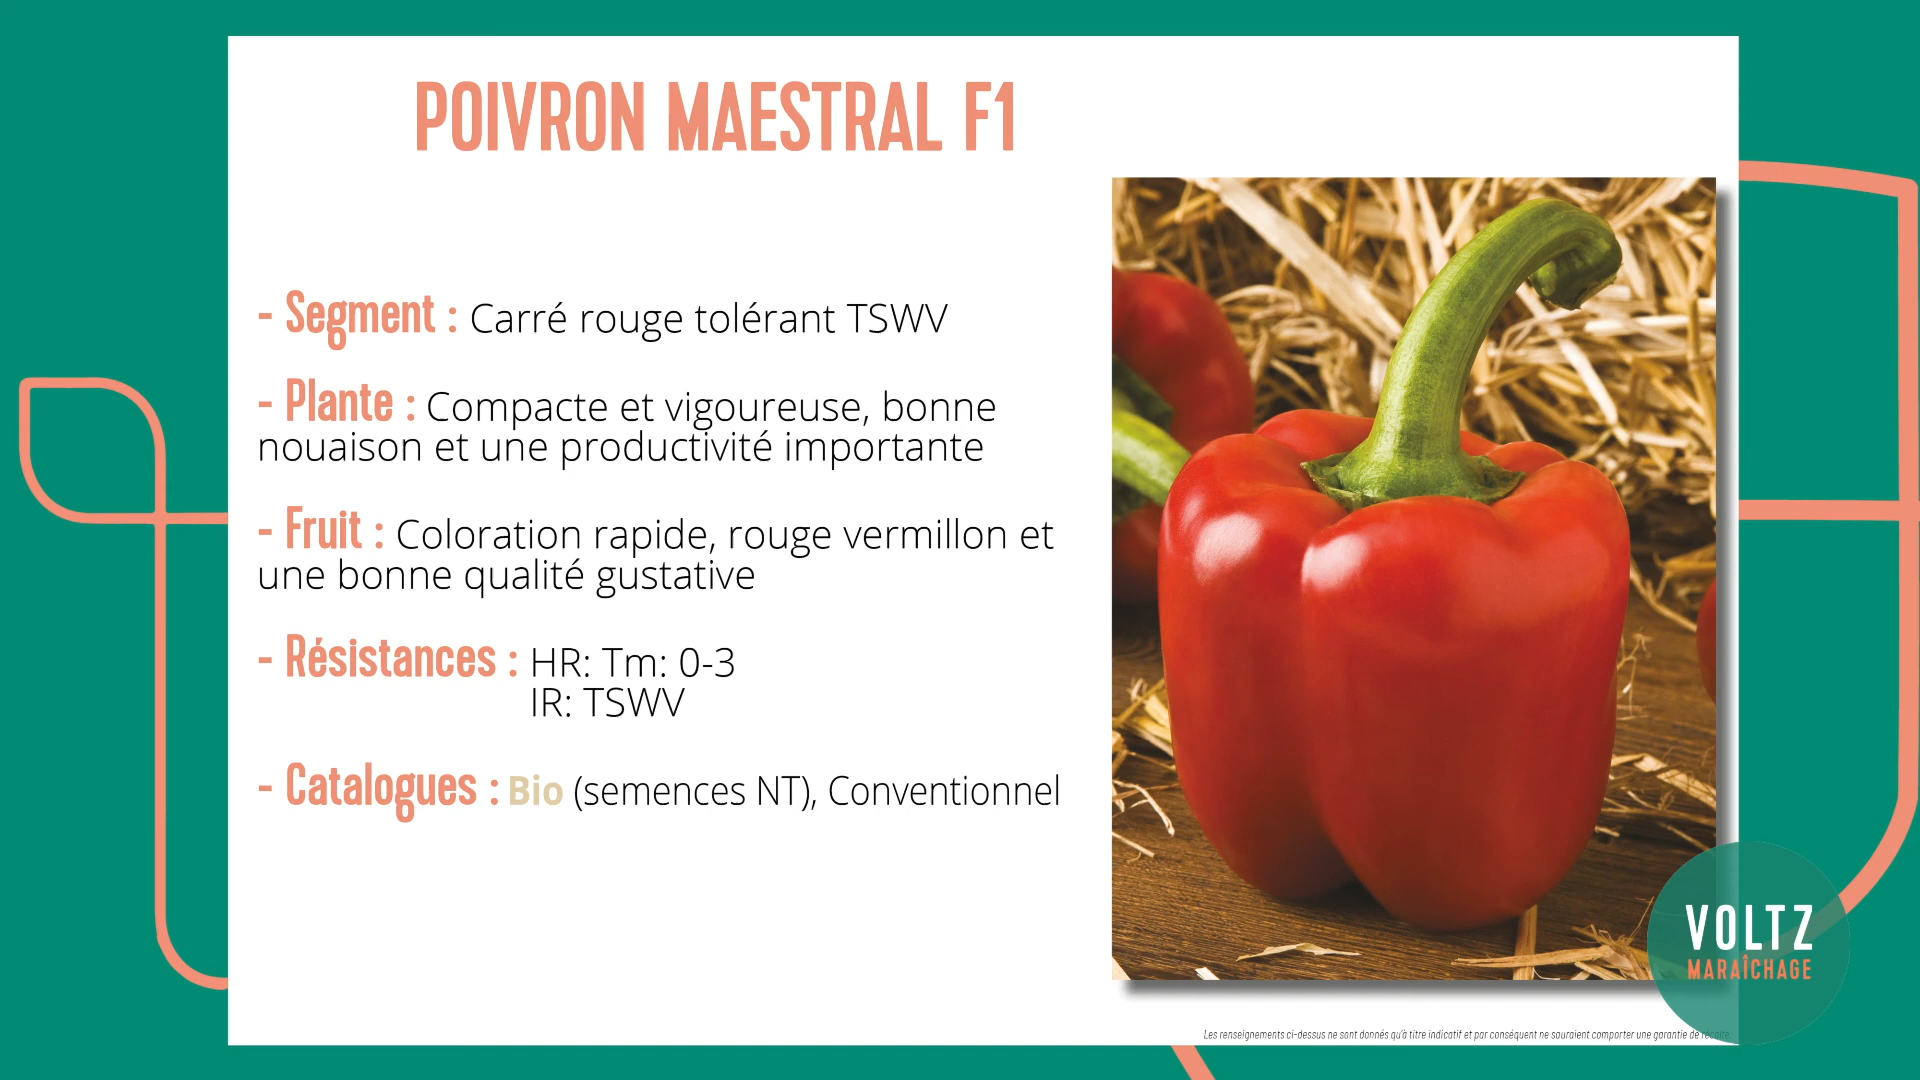 POIVRON MAESTRAL F1
- Segment : Carré rouge tolérant TSWV
- Plante : Compacte et vigoureuse, bonne
nouaison et une productivité importante
- Fruit : Coloration rapide, rouge vermillon et
une bonne qualité gustative
- Résistances : HR: Tm: 0-3
IR: TSWV
- Catalogues : Bio (semences NT), Conventionnel
VOLTZ
MARAÎCHAGE
Les renseignements ci-dessus ne sont donnés qu'à titre indicatif et par conséquent ne sauraient comporter une garantie de récolte.